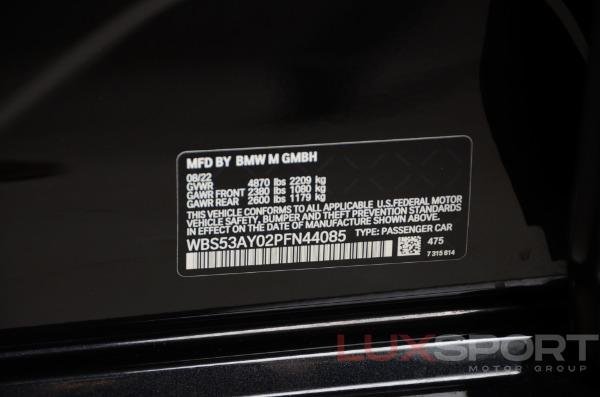 MFD BY BMW M GMBH
08/22
GVWR 4870 lbs 2209 kg
GAWR FRONT 2380 lbs 1080 kg
GAWR REAR 2600 lbs 1179 kg
THIS VEHICLE CONFORMS TO ALL APPLICABLE U.S.FEDERAL MOTOR
VEHICLE SAFETY, BUMPER AND THEFT PREVENTION
STANDARDS IN EFFECT ON THE DATE OF MANUFACTURE SHOWN ABOVE.
WBS53AY02PFN44085 TYPE: PASSENGER CAR
475
7 315 814
LUXSPORT
MOTOR GROUP